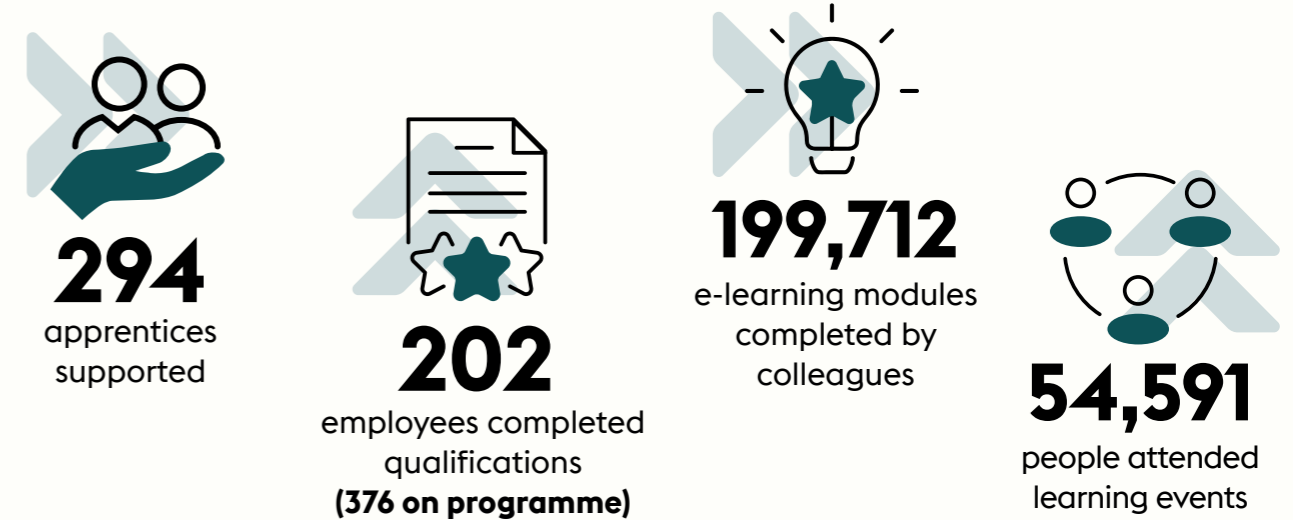 294
apprentices
supported
202
employees completed
qualifications
(376 on programme)
199,712
e-learning modules
completed by
colleagues
54,591
people attended
learning events